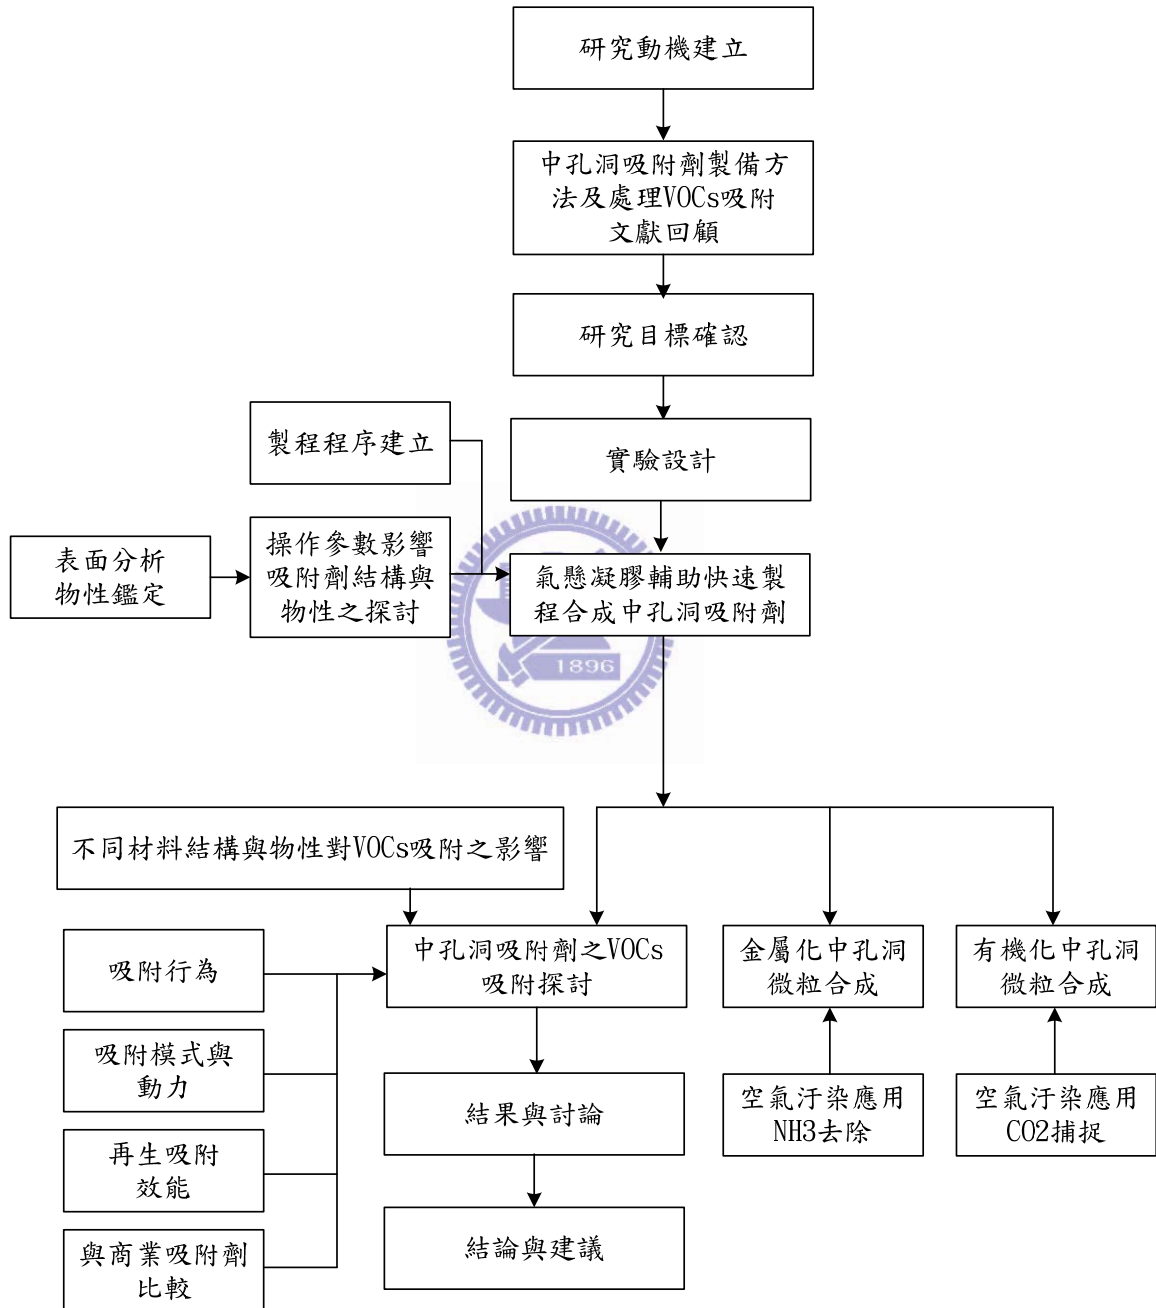 研究動機建立
中孔洞吸附劑製備方
法及處理VOCs吸附
文獻回顧
研究目標確認
製程程序建立
實驗設計
表面分析
物性鑑定
操作參數影響
吸附劑結構與
物性之探討
氣懸凝膠輔助快速製
程合成中孔洞吸附劑
1896
不同材料結構與物性對VOCs吸附之影響
吸附行為
中孔洞吸附劑之VOCs
吸附探討
金屬化中孔洞
微粒合成
有機化中孔洞
微粒合成
吸附模式與
動力
結果與討論
空氣汙染應用
NH3去除
空氣汙染應用
CO2捕捉
再生吸附
效能
結論與建議
與商業吸附劑
比較